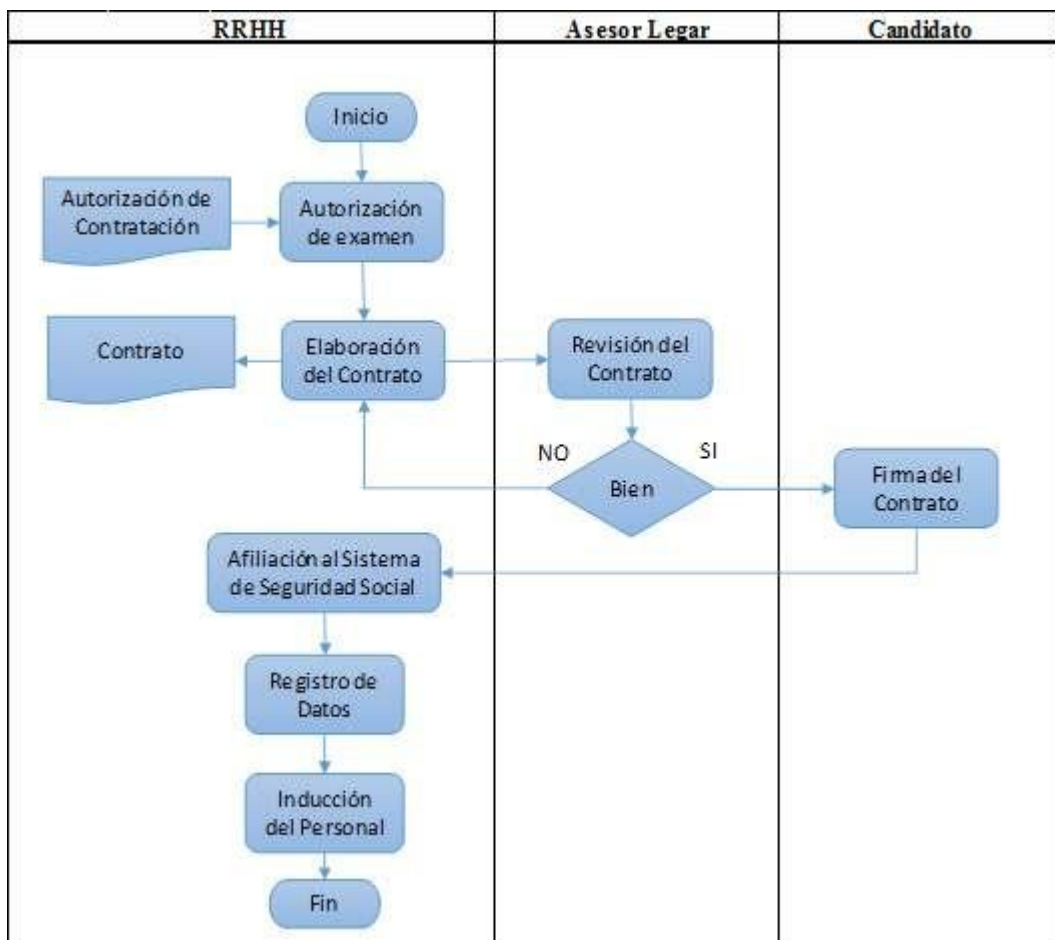 RRHH
Asesor Legar
Candidato
Inicio
Autorización de
Contratación
Autorización
de examen
Contrato
Elaboración
del Contrato
Revisión del
Contrato
NO
SI
Bien
Firma del
Contrato
Afiliación al Sistema
de Seguridad Social
Registro de
Datos
Inducción
del Personal
Fin